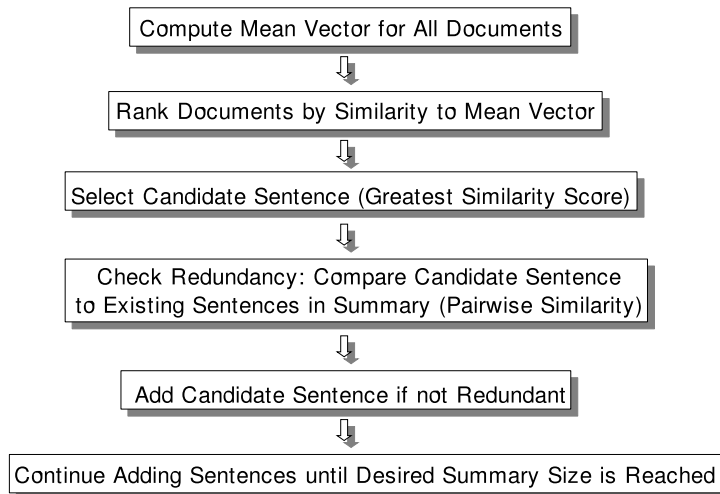 Compute Mean Vector for All Documents
Rank Documents by Similarity to Mean Vector
Select Candidate Sentence (Greatest Similarity Score)
Check Redundancy: Compare Candidate Sentence
to Existing Sentences in Summary (Pairwise Similarity)
Add Candidate Sentence if not Redundant
Continue Adding Sentences until Desired Summary Size is Reached